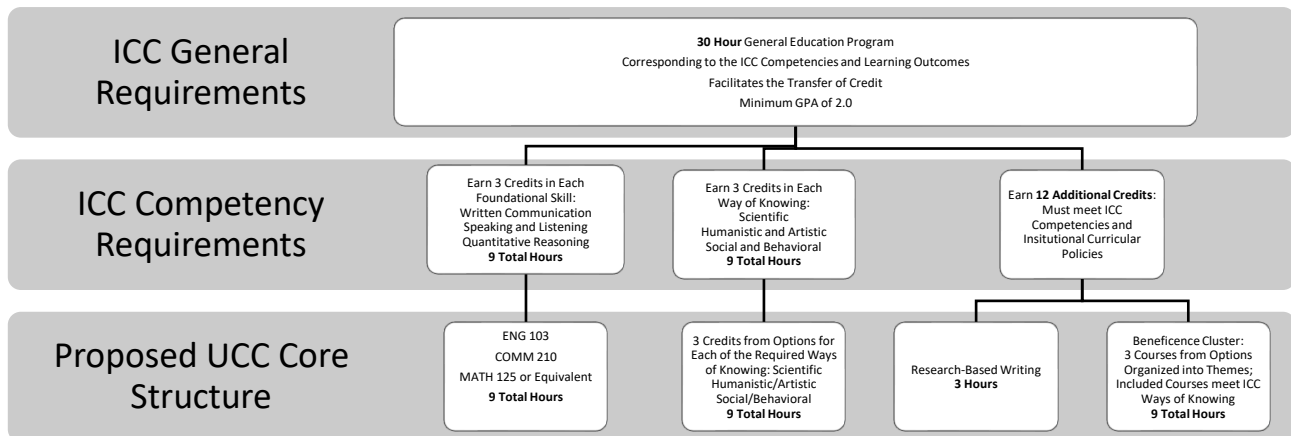 ICC General
Requirements
30 Hour General Education Program
Corresponding to the ICC Competencies and Learning Outcomes
Facilitates the Transfer of Credit
Minimum GPA of 2.0
ICC Competency
Requirements
Earn 3 Credits in Each
Foundational Skill:
Written Communication
Speaking and Listening
Quantitative Reasoning
9 Total Hours
Earn 3 Credits in Each
Way of Knowing:
Scientific
Humanistic and Artistic
Social and Behavioral
9 Total Hours
Earn 12 Additional Credits:
Must meet ICC
Competencies and
Insitutional Curricular
Policies
Proposed UCC Core
Structure
ENG 103
COMM 210
MATH 125 or Equivalent
9 Total Hours
3 Credits from Options for
Each of the Required Ways
of Knowing: Scientific
Humanistic/Artistic
Social/Behavioral
9 Total Hours
Research-Based Writing
3 Hours
Beneficence Cluster:
3 Courses from Options
Organized into Themes;
Included Courses meet ICC
Ways of Knowing
9 Total Hours